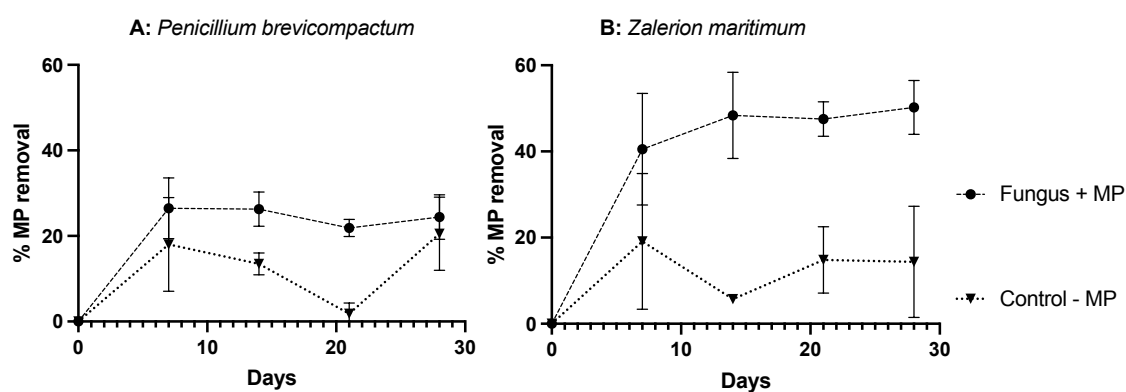 A: Penicillium brevicompactum
B: Zalerion maritimum
60
40
20
0
% MP removal
0
10
20
30
Days
60
40
20
0
% MP removal
0
10
20
30
Days
Fungus + MP
Control - MP